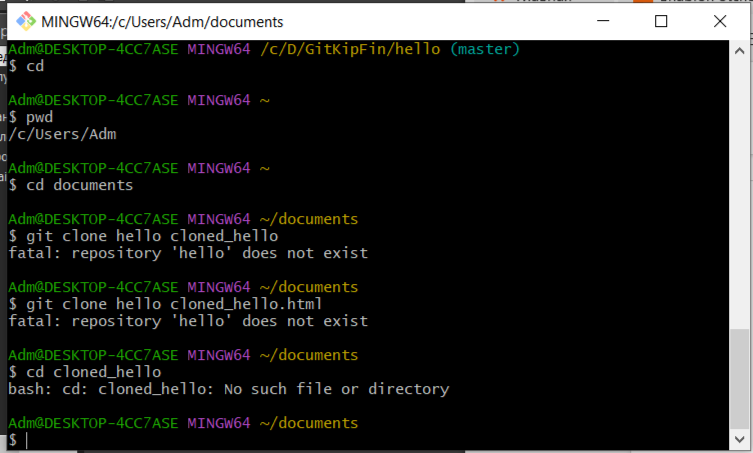 MINGW64:/c/Users/Adm/documents
Adm@DESKTOP-4CC7ASE MINGW64 /c/D/GitKipFin/hello (master)
$ cd
Adm@DESKTOP-4CC7ASE MINGW64 ~
$ pwd
/c/Users/Adm
Adm@DESKTOP-4CC7ASE MINGW64 ~
$ cd documents
Adm@DESKTOP-4CC7ASE MINGW64 ~/documents
$ git clone hello cloned_hello
fatal: repository 'hello' does not exist
Adm@DESKTOP-4CC7ASE MINGW64 ~/documents
$ git clone hello cloned_hello.html
fatal: repository 'hello' does not exist
Adm@DESKTOP-4CC7ASE MINGW64 ~/documents
$ cd cloned_hello
bash: cd: cloned_hello: No such file or directory
Adm@DESKTOP-4CC7ASE MINGW64 ~/documents
$